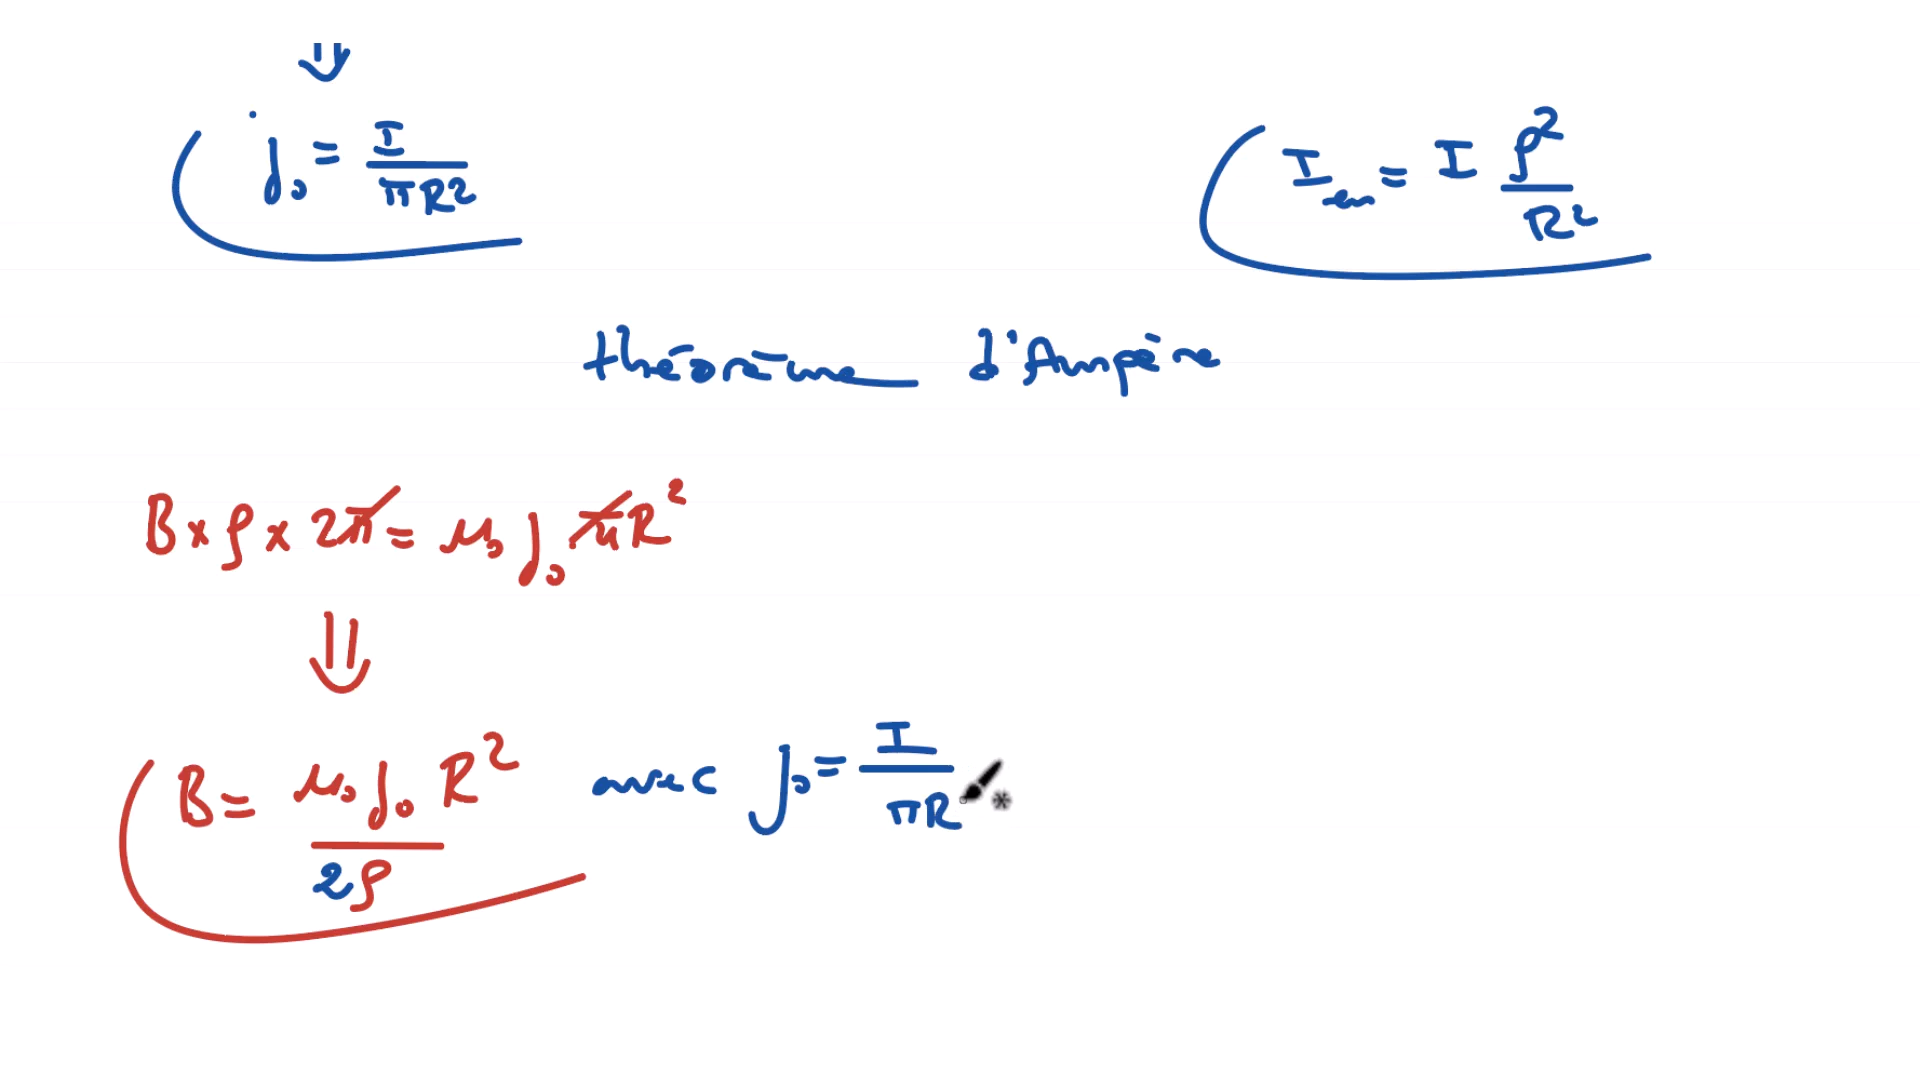 ⇓
j₀ = I / πR²
I_en = I ρ² / R²
théorème d'Ampère
B × ρ × 2π = μ₀ j₀ πR²
⇓
B = μ₀ j₀ R² / 2ρ avec j₀ = I / πR